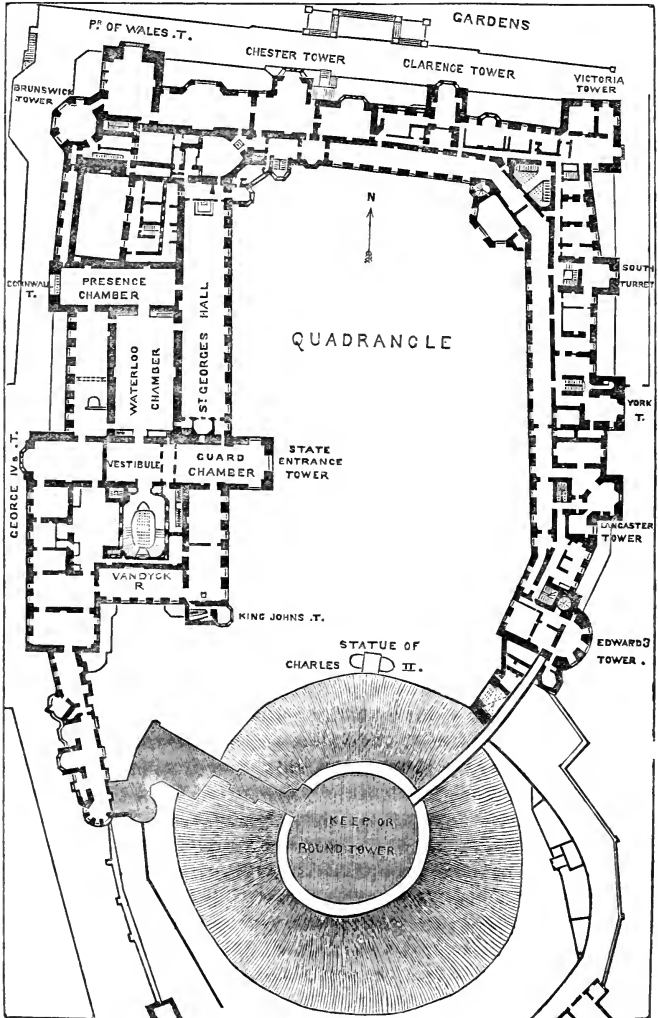 GARDENS
PR. OF WALES .T.
CHESTER TOWER
CLARENCE TOWER
VICTORIA
TOWER
BRUNSWICK
TOWER
N
CORNWALL
T.
PRESENCE
CHAMBER
SOUTH
TURRET
WATERLOO
CHAMBER
ST GEORGES HALL
QUADRANGLE
YORK
T.
GEORGE IVS .T.
VESTIBULE
GUARD
CHAMBER
STATE
ENTRANCE
TOWER
LANCASTER
TOWER
VANDYCK
R
KING JOHNS .T.
EDWARD 3
TOWER .
STATUE OF
CHARLES II.
KEEP OR
ROUND TOWER